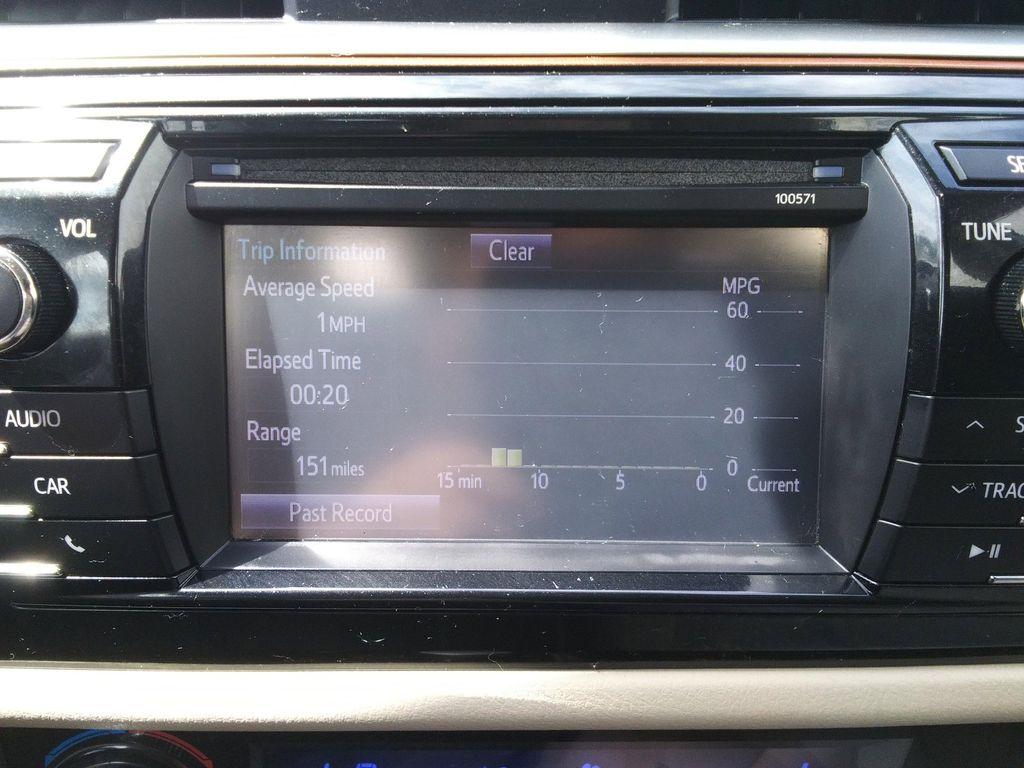 SE
100571
VOL
TUNE
Trip Information
Clear
Average Speed
MPG
1 MPH
60
Elapsed Time
40
00:20
20
AUDIO
Range
151 miles
0
15 min 10 5 0 Current
CAR
TRAC
Past Record